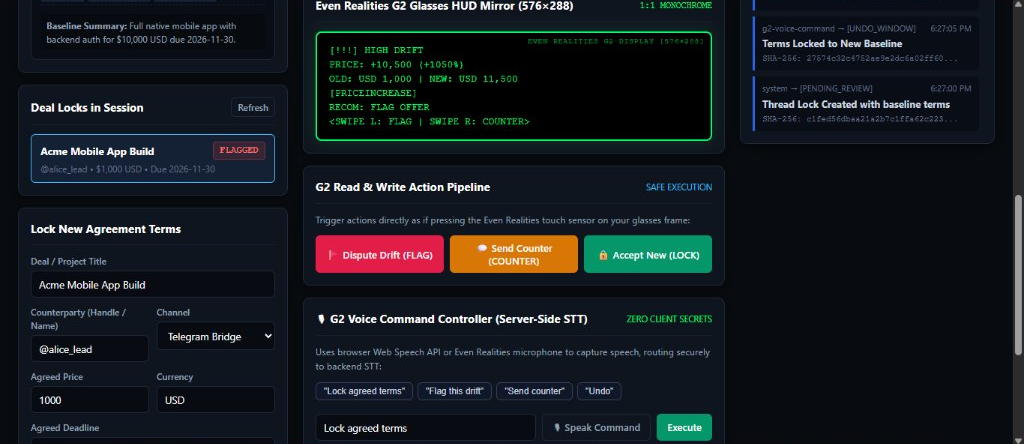 Baseline Summary: Full native mobile app with
backend auth for $10,000 USD due 2026-11-30.
Deal Locks in Session
Refresh
Acme Mobile App Build
FLAGGED
@alice_lead • $1,000 USD • Due 2026-11-30
Lock New Agreement Terms
Deal / Project Title
Acme Mobile App Build
Counterparty (Handle /
Name)
Channel
@alice_lead
Telegram Bridge
Agreed Price
Currency
1000
USD
Agreed Deadline
Even Realities G2 Glasses HUD Mirror (576×288)
1:1 MONOCHROME
EVEN REALITIES G2 DISPLAY [576×288]
[!!!] HIGH DRIFT
PRICE: +10,500 (+1050%)
OLD: USD 1,000 | NEW: USD 11,500
[PRICEINCREASE]
RECOM: FLAG OFFER
<SWIPE L: FLAG | SWIPE R: COUNTER>
G2 Read & Write Action Pipeline
SAFE EXECUTION
Trigger actions directly as if pressing the Even Realities touch sensor on your glasses frame:
Dispute Drift (FLAG)
Send Counter
(COUNTER)
Accept New (LOCK)
G2 Voice Command Controller (Server-Side STT)
ZERO CLIENT SECRETS
Uses browser Web Speech API or Even Realities microphone to capture speech, routing securely
to backend STT:
"Lock agreed terms"
"Flag this drift"
"Send counter"
"Undo"
Lock agreed terms
Speak Command
Execute
g2-voice-command → [UNDO_WINDOW]
6:27:05 PM
Terms Locked to New Baseline
SHA-256:
system → [PENDING_REVIEW]
6:27:00 PM
Thread Lock Created with baseline terms
SHA-256: